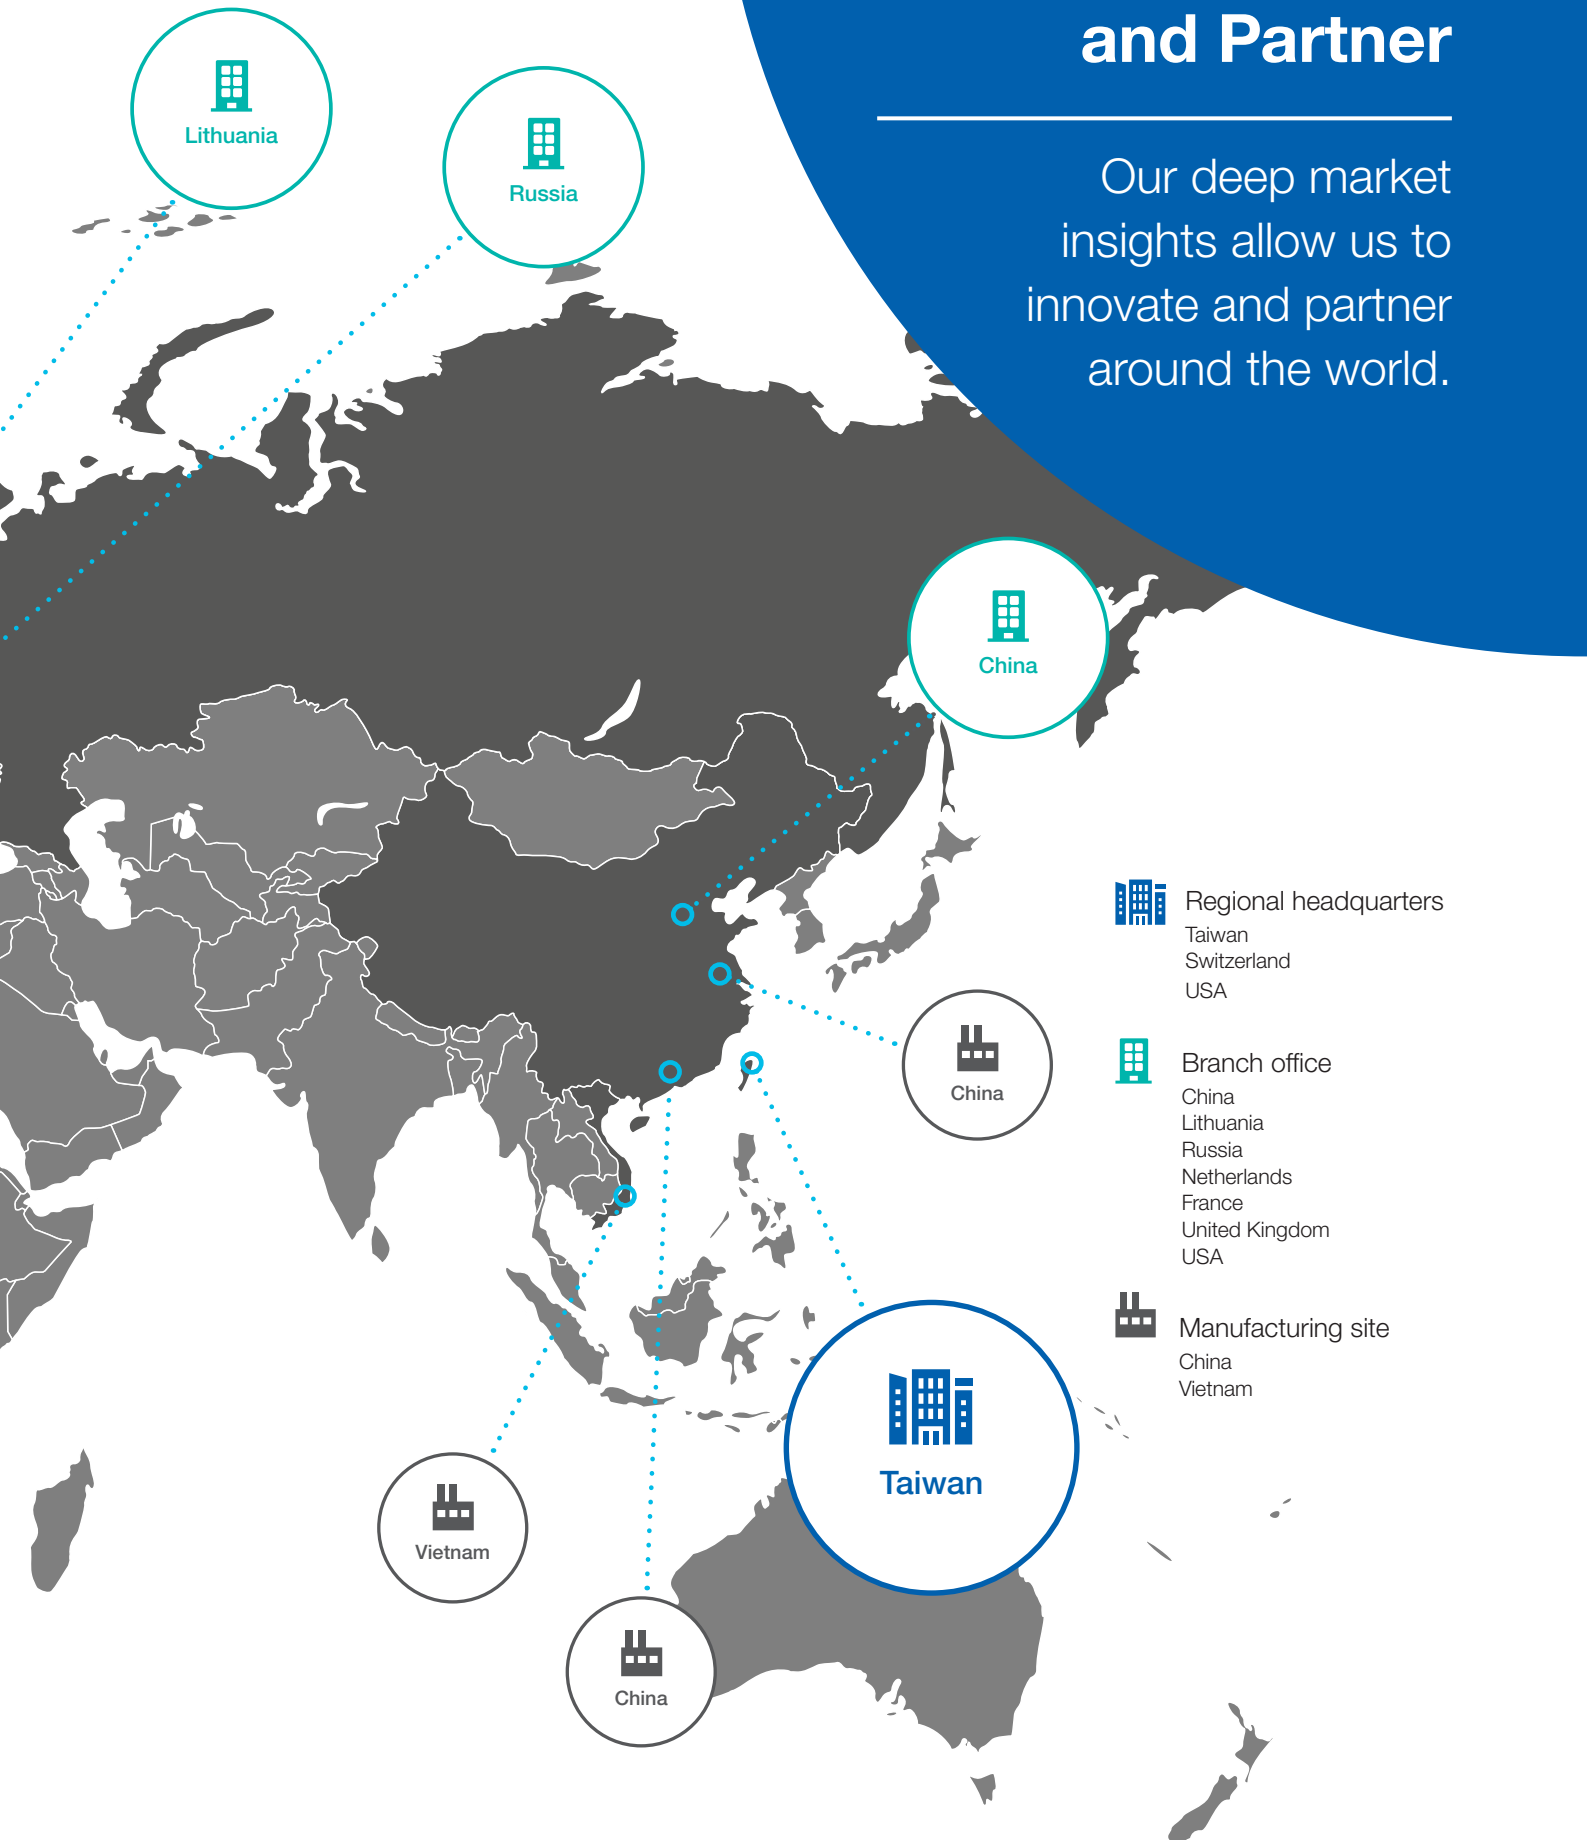 and Partner
Our deep market
insights allow us to
innovate and partner
around the world.
Lithuania
Russia
China
China
Vietnam
China
Taiwan
Regional headquarters
Taiwan
Switzerland
USA
Branch office
China
Lithuania
Russia
Netherlands
France
United Kingdom
USA
Manufacturing site
China
Vietnam